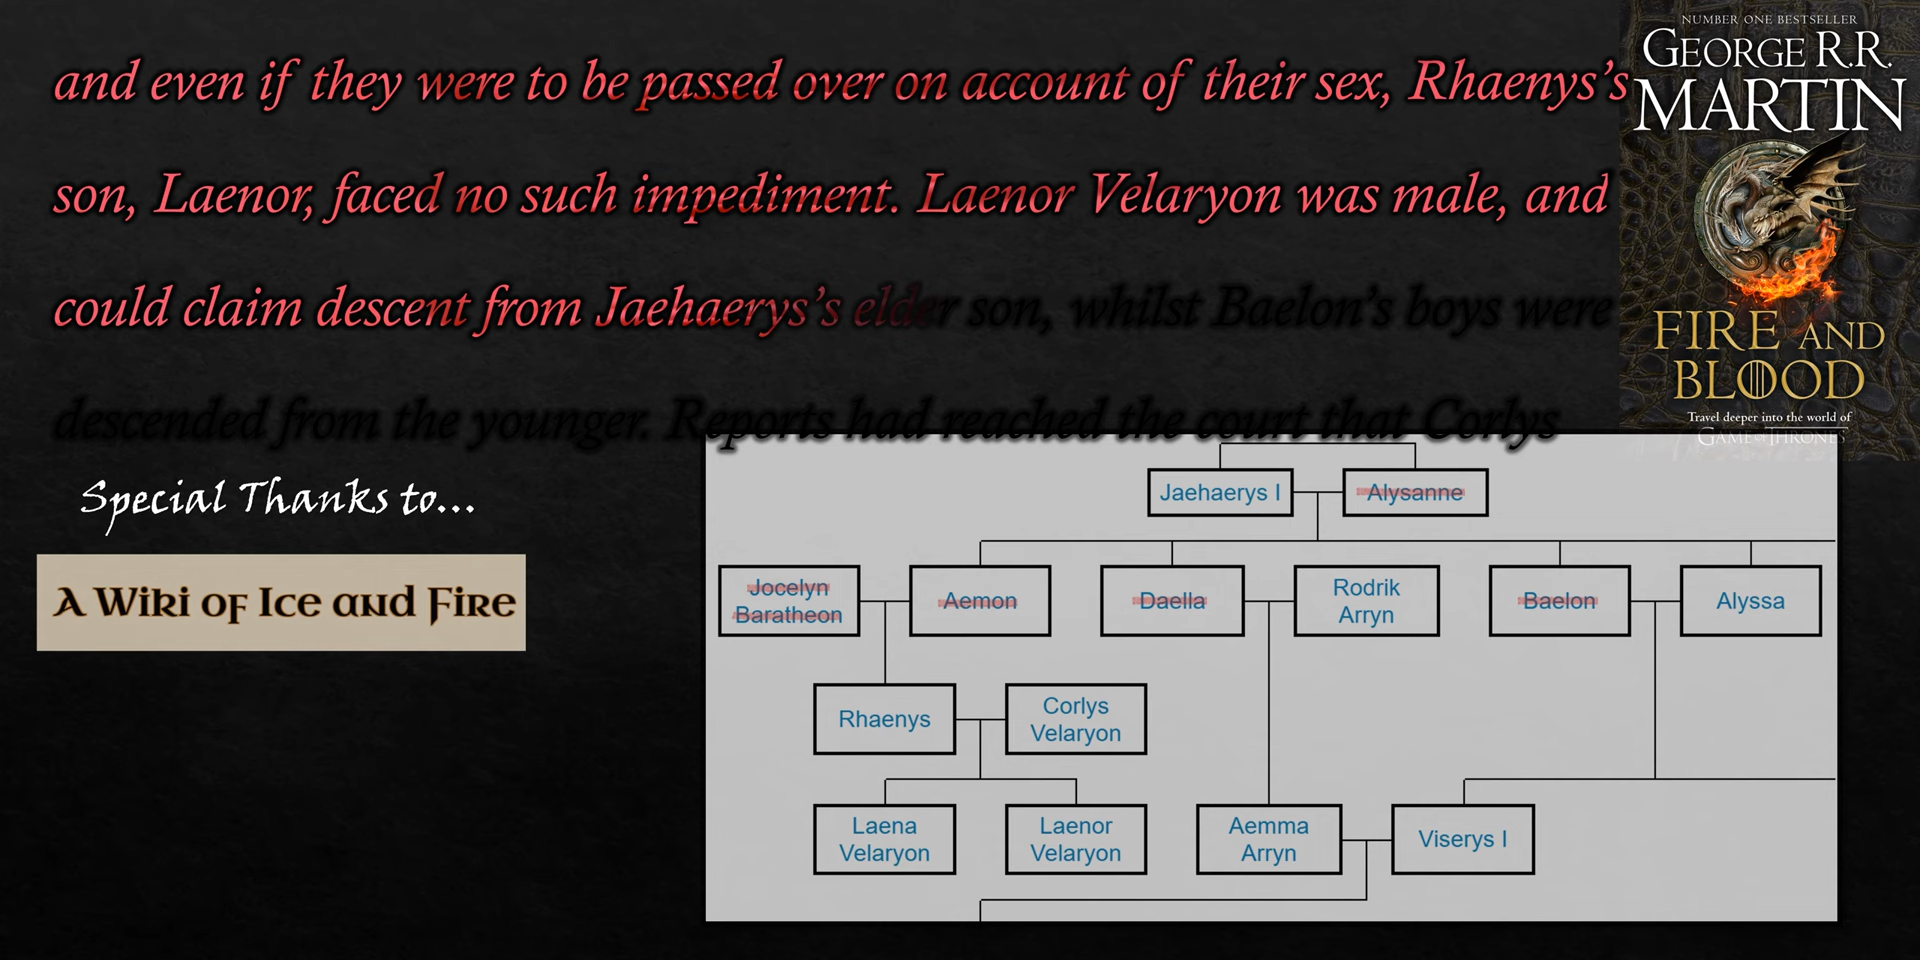 and even if they were to be passed over on account of their sex, Rhaenys’s
son, Laenor, faced no such impediment. Laenor Velaryon was male, and
could claim descent from Jaehaerys’s elder son, whilst Baelon’s boys were
descended from the younger. Reports had reached the court that Corlys
NUMBER ONE BESTSELLER
GEORGE R.R.
MARTIN
FIRE AND
BLOOD
Travel deeper into the world of
GAME OF THRONES
Special Thanks to...
A Wiki of Ice and Fire
Jaehaerys I
Alysanne
Jocelyn
Baratheon
Aemon
Daella
Rodrik
Arryn
Baelon
Alyssa
Rhaenys
Corlys
Velaryon
Laena
Velaryon
Laenor
Velaryon
Aemma
Arryn
Viserys I